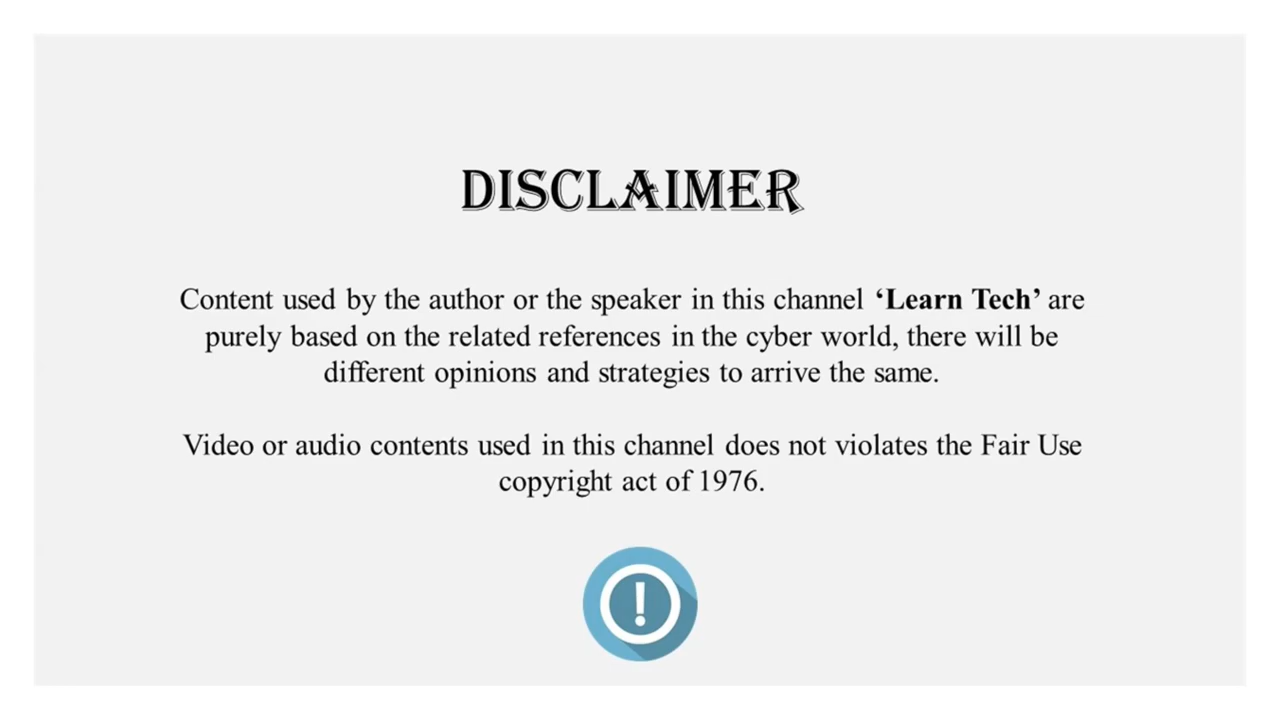 DISCLAIMER
Content used by the author or the speaker in this channel ‘Learn Tech’ are
purely based on the related references in the cyber world, there will be
different opinions and strategies to arrive the same.
Video or audio contents used in this channel does not violates the Fair Use
copyright act of 1976.